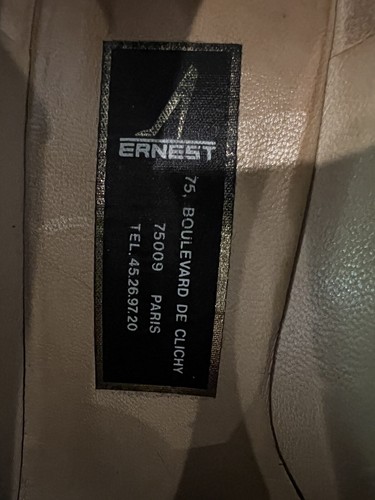 ERNEST
75, BOULEVARD DE CLICHY
75009 PARIS
TEL. 45.26.97.20